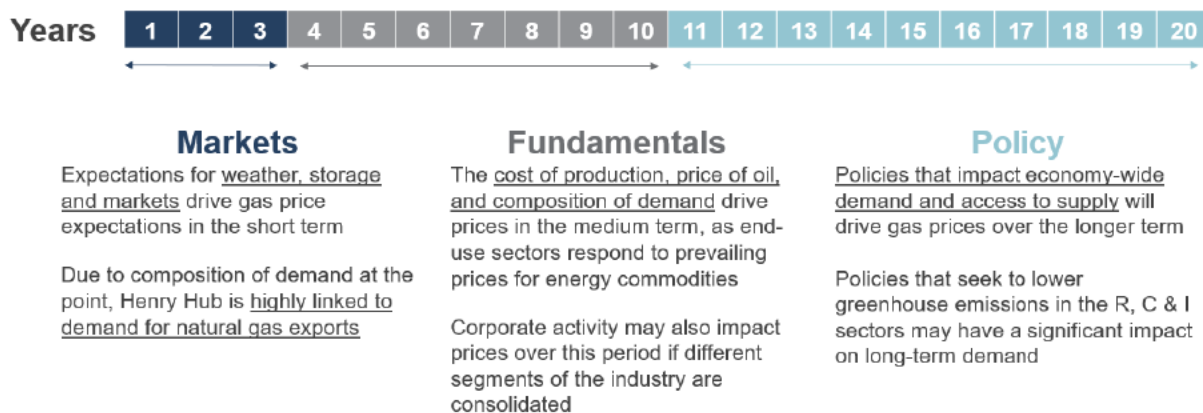 Years 1 2 3 4 5 6 7 8 9 10 11 12 13 14 15 16 17 18 19 20
Markets
Expectations for weather, storage
and markets drive gas price
expectations in the short term
Due to composition of demand at the
point, Henry Hub is highly linked to
demand for natural gas exports
Fundamentals
The cost of production, price of oil,
and composition of demand drive
prices in the medium term, as end-
use sectors respond to prevailing
prices for energy commodities
Corporate activity may also impact
prices over this period if different
segments of the industry are
consolidated
Policy
Policies that impact economy-wide
demand and access to supply will
drive gas prices over the longer term
Policies that seek to lower
greenhouse emissions in the R, C & I
sectors may have a significant impact
on long-term demand